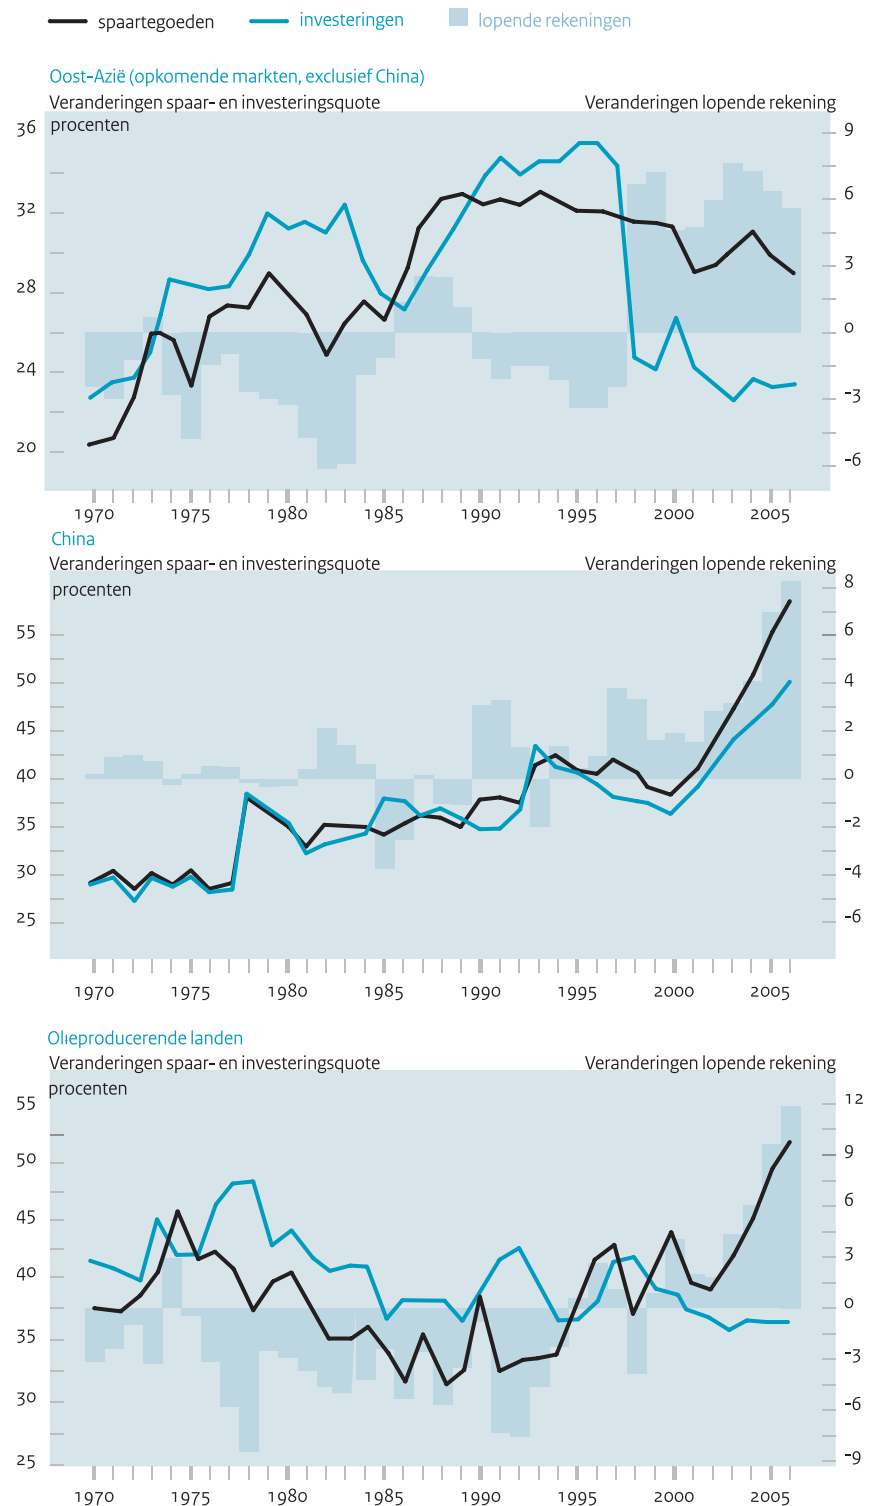 spaartegoeden investeringen lopende rekeningen
Oost-Azië (opkomende markten, exclusief China)
Veranderingen spaar- en investeringsquote Veranderingen lopende rekening
procenten
36 9
6
32
3
28
0
24
-3
20
-6
1970 1975 1980 1985 1990 1995 2000 2005
China
Veranderingen spaar- en investeringsquote Veranderingen lopende rekening
procenten
8
55 6
50 4
45 2
40 0
35 -2
30 -4
25 -6
1970 1975 1980 1985 1990 1995 2000 2005
Olieproducerende landen
Veranderingen spaar- en investeringsquote Veranderingen lopende rekening
procenten
55 12
50 9
45 6
40 3
0
35 -3
30 -6
25 -9
1970 1975 1980 1985 1990 1995 2000 2005